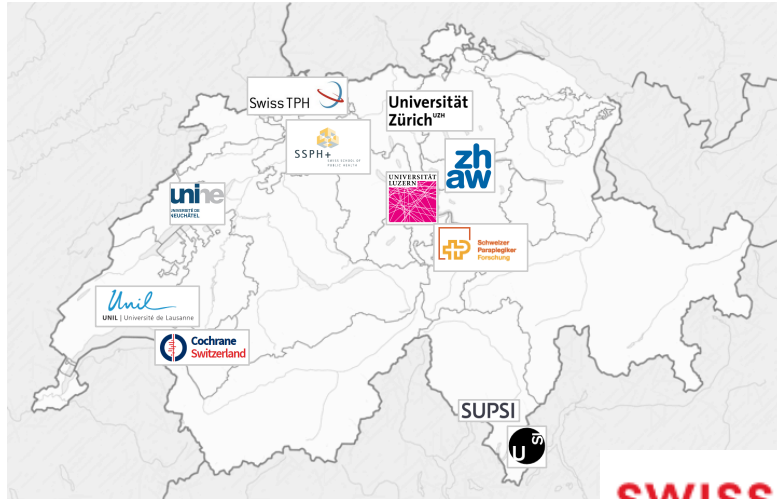 Swiss TPH
Universität
Zürich UZH
SSPH+
SWISS SCHOOL OF
PUBLIC HEALTH
zh
aw
UNIVERSITÄT
LUZERN
unine
UNIVERSITÉ DE
NEUCHÂTEL
Schweizer
Paraplegiker
Forschung
Unil
UNIL | Université de Lausanne
Cochrane
Switzerland
SUPSI
U
SI
SWISS